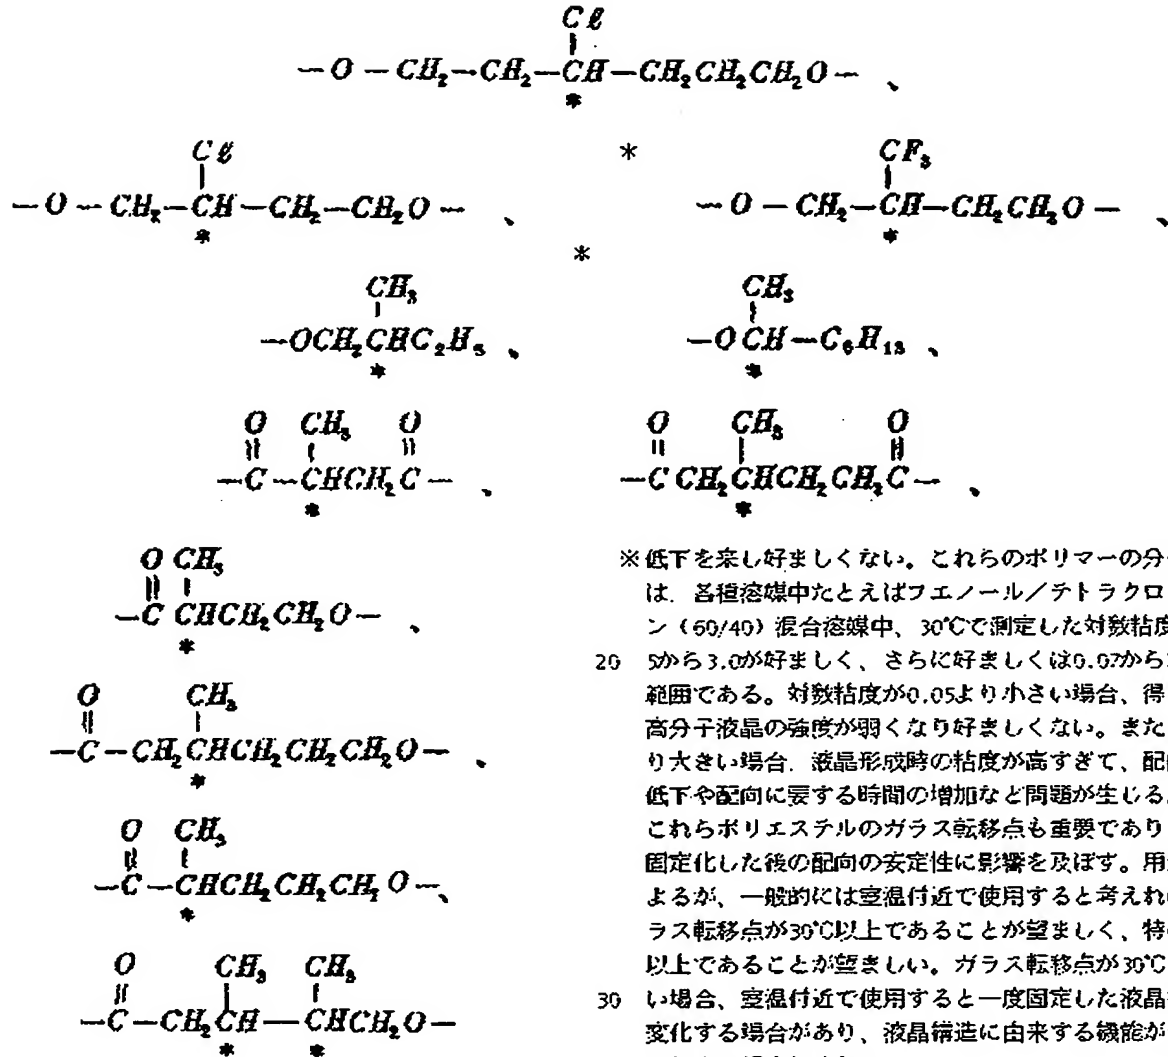 Cl
—O—CH₂—CH₂—CH—CH₂CH₂CH₂O—、
*
Cl
* CF₃
—O—CH₂—CH—CH₂—CH₂O—、 —O—CH₂—CH—CH₂CH₂O—、
* *
*
CH₃ CH₃
—OCH₂CHC₂H₅、 —OCH—C₆H₁₃、
* *
O CH₃ O O CH₃ O
—C—CHCH₂C—、 —CCH₂CHCH₂CH₂C—、
* *
O CH₃
—CCHCH₂CH₂O—、
*
O CH₃
—C—CH₂CHCH₂CH₂CH₂O—、
*
O CH₃
—C—CHCH₂CH₂CH₂O—、
*
O CH₃ CH₃
—C—CH₂CH—CHCH₂O—
* *
※低下を来し好ましくない。これらのポリマーの分
は、各種溶媒中たとえばフエノール/テトラクロ
ン(60/40)混合溶媒中、30℃で測定した対数粘度
20 5から3.0が好ましく、さらに好ましくは0.07から
範囲である。対数粘度が0.05より小さい場合、得
高分子液晶の強度が弱くなり好ましくない。また
り大きい場合、液晶形成時の粘度が高すぎて、配
低下や配向に要する時間の増加など問題が生じる。
これらポリエステルのガラス転移点も重要であり
固定化した後の配向の安定性に影響を及ぼす。用
よるが、一般的には室温付近で使用すると考えれ
ラス転移点が30℃以上であることが望ましく、特
以上であることが望ましい。ガラス転移点が30℃
30 い場合、室温付近で使用すると一度固定した液晶
変化する場合があり、液晶構造に由来する機能が